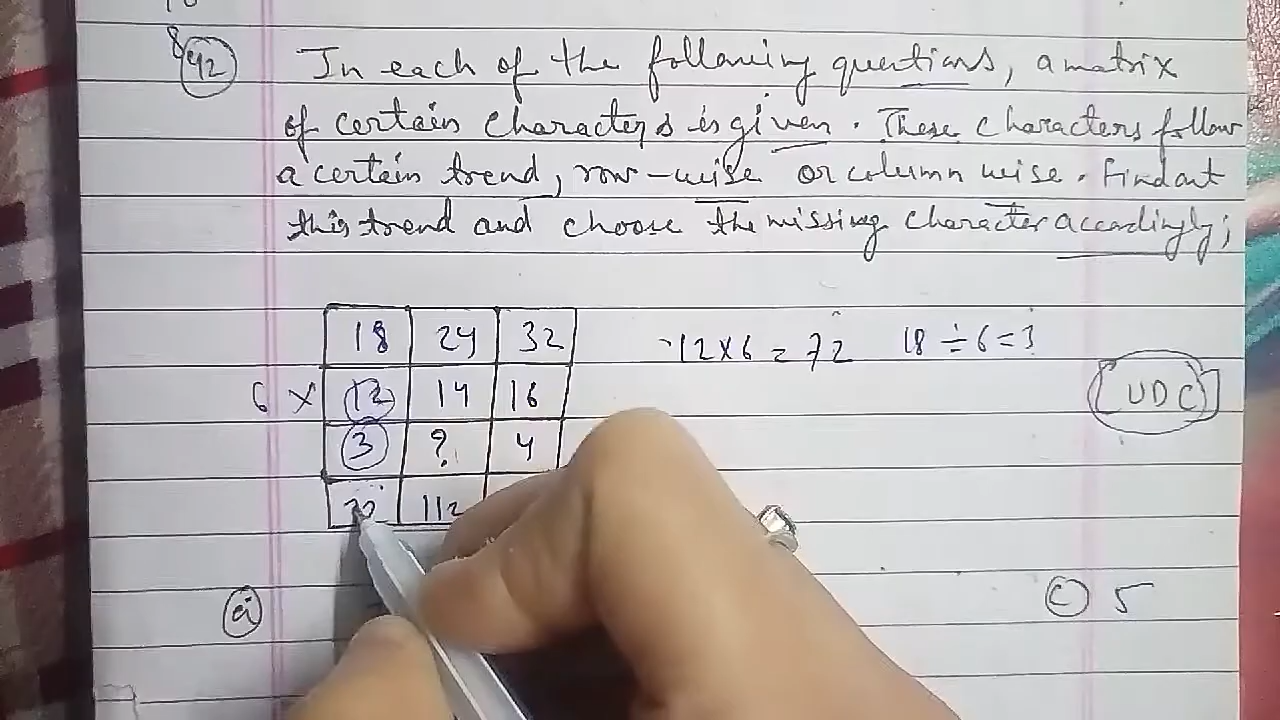 842 In each of the following questions, a matrix
of certain characters is given. These characters follow
a certain trend, row-wise or column wise. Find out
this trend and choose the missing character accordingly;
18 24 32 12×6=72 18÷6=3
6 × 12 14 16 UDC
3 ? 4
72 112
a c 5